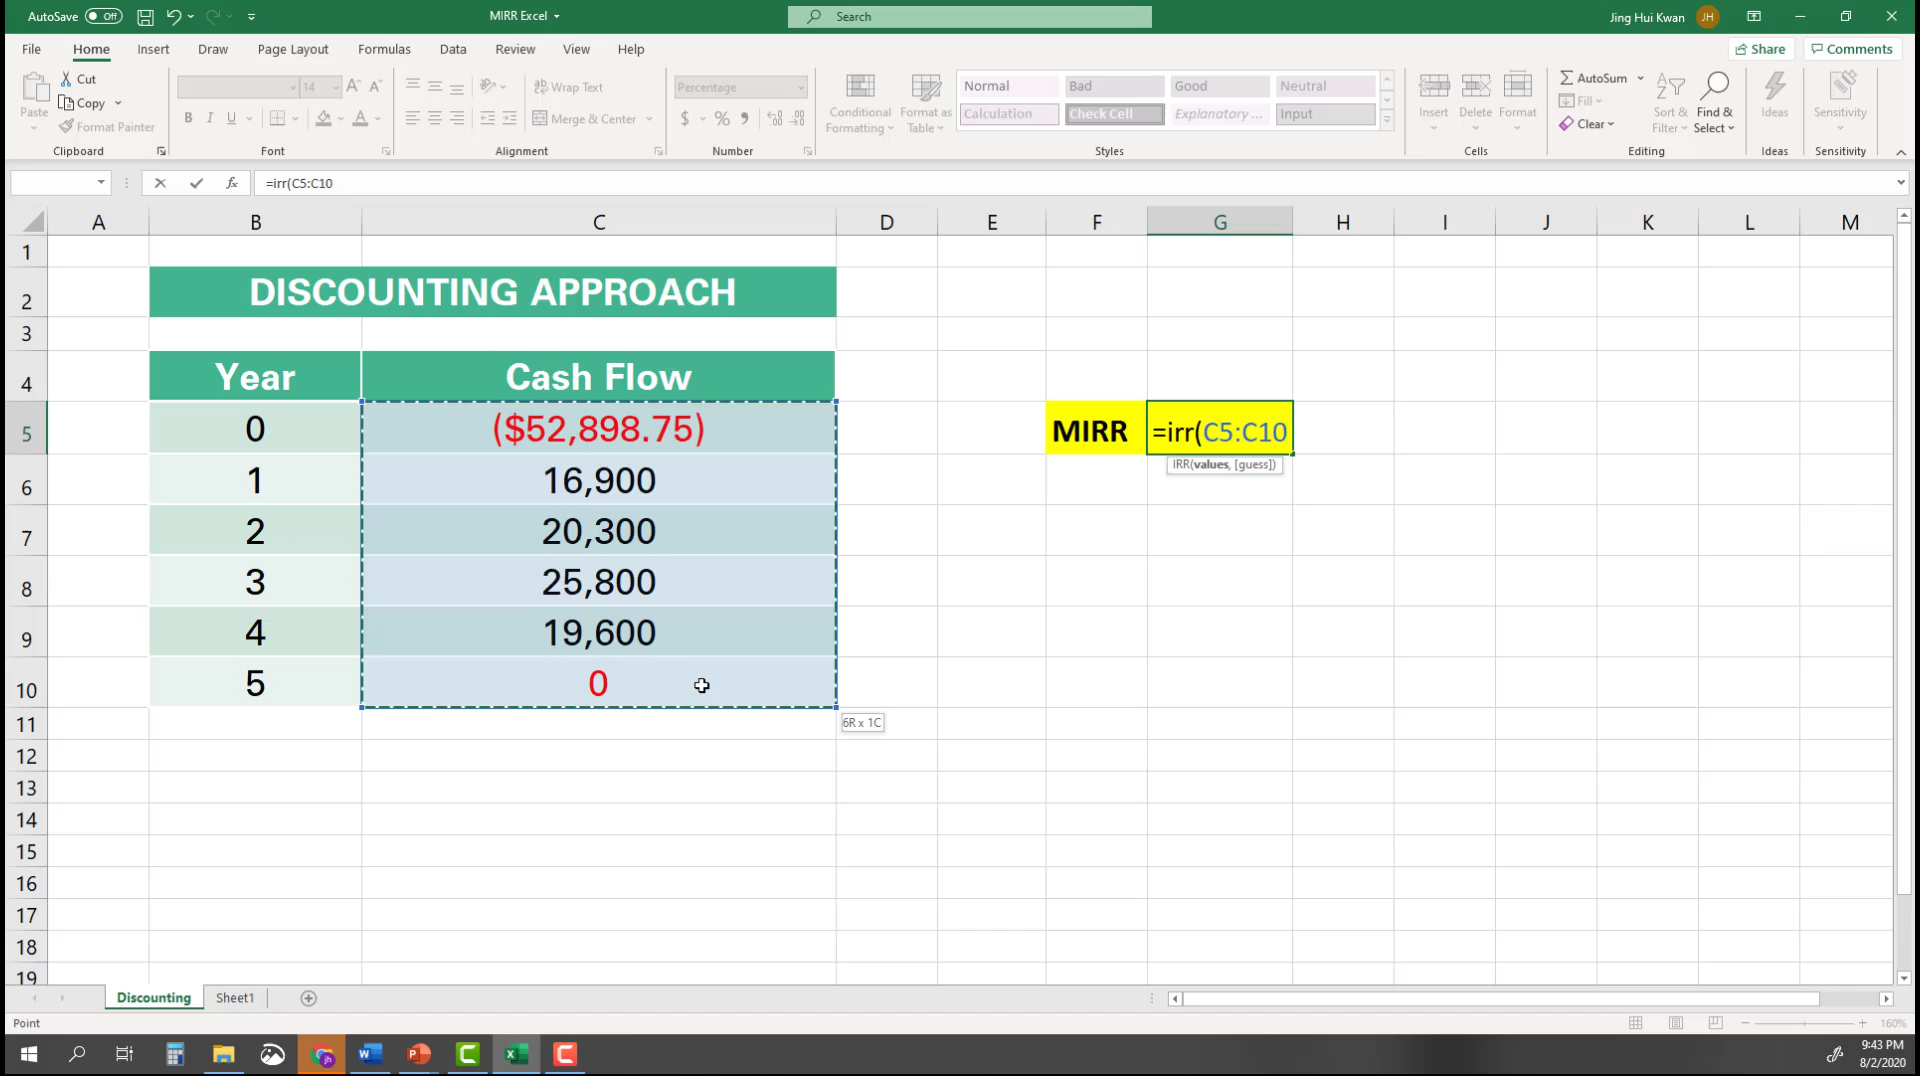 AutoSave Off MIRR Excel Search Jing Hui Kwan JH
File Home Insert Draw Page Layout Formulas Data Review View Help Share Comments
Paste Cut Copy Format Painter
14
Wrap Text
Merge & Center
Percentage
$ % 9
Conditional Formatting Format as Table
Normal Bad Good Neutral
Calculation Check Cell Explanatory ... Input
Insert Delete Format
AutoSum Fill Clear
Sort & Filter Find & Select Ideas Sensitivity
Clipboard Font Alignment Number Styles Cells Editing Ideas Sensitivity
fx =irr(C5:C10
A B C D E F G H I J K L M
1
2 DISCOUNTING APPROACH
3
4 Year Cash Flow
5 0 ($52,898.75) MIRR =irr(C5:C10
IRR(values, [guess])
6 1 16,900
7 2 20,300
8 3 25,800
9 4 19,600
10 5 0
11 6R x 1C
12
13
14
15
16
17
18
19
Discounting Sheet1
Point 160%
9:43 PM
8/2/2020